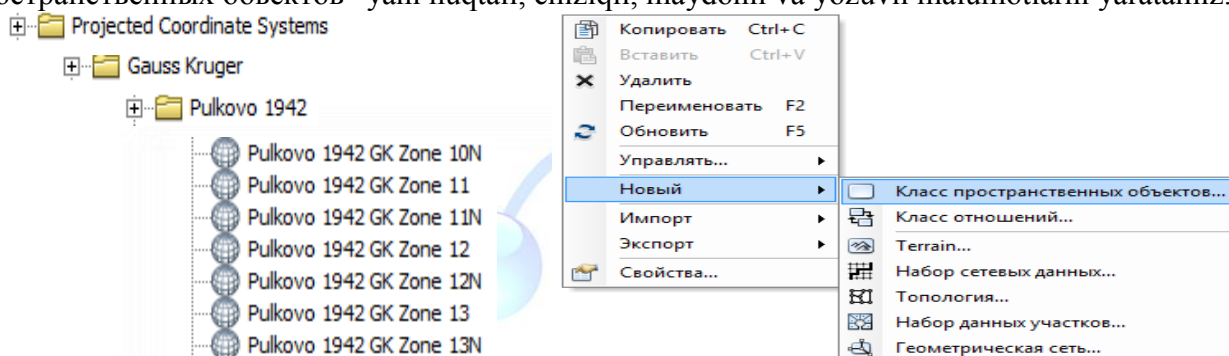 остранственных объектов" yani nuqtali, chiziqli, maydonli va yozuvli malumotlarni yaratamiz.
Projected Coordinate Systems
Gauss Kruger
Pulkovo 1942
Pulkovo 1942 GK Zone 10N
Pulkovo 1942 GK Zone 11
Pulkovo 1942 GK Zone 11N
Pulkovo 1942 GK Zone 12
Pulkovo 1942 GK Zone 12N
Pulkovo 1942 GK Zone 13
Pulkovo 1942 GK Zone 13N
Копировать Ctrl+C
Вставить Ctrl+V
Удалить
Переименовать F2
Обновить F5
Управлять...
Новый
Импорт
Экспорт
Свойства...
Класс пространственных объектов...
Класс отношений...
Terrain...
Набор сетевых данных...
Топология...
Набор данных участков...
Геометрическая сеть...